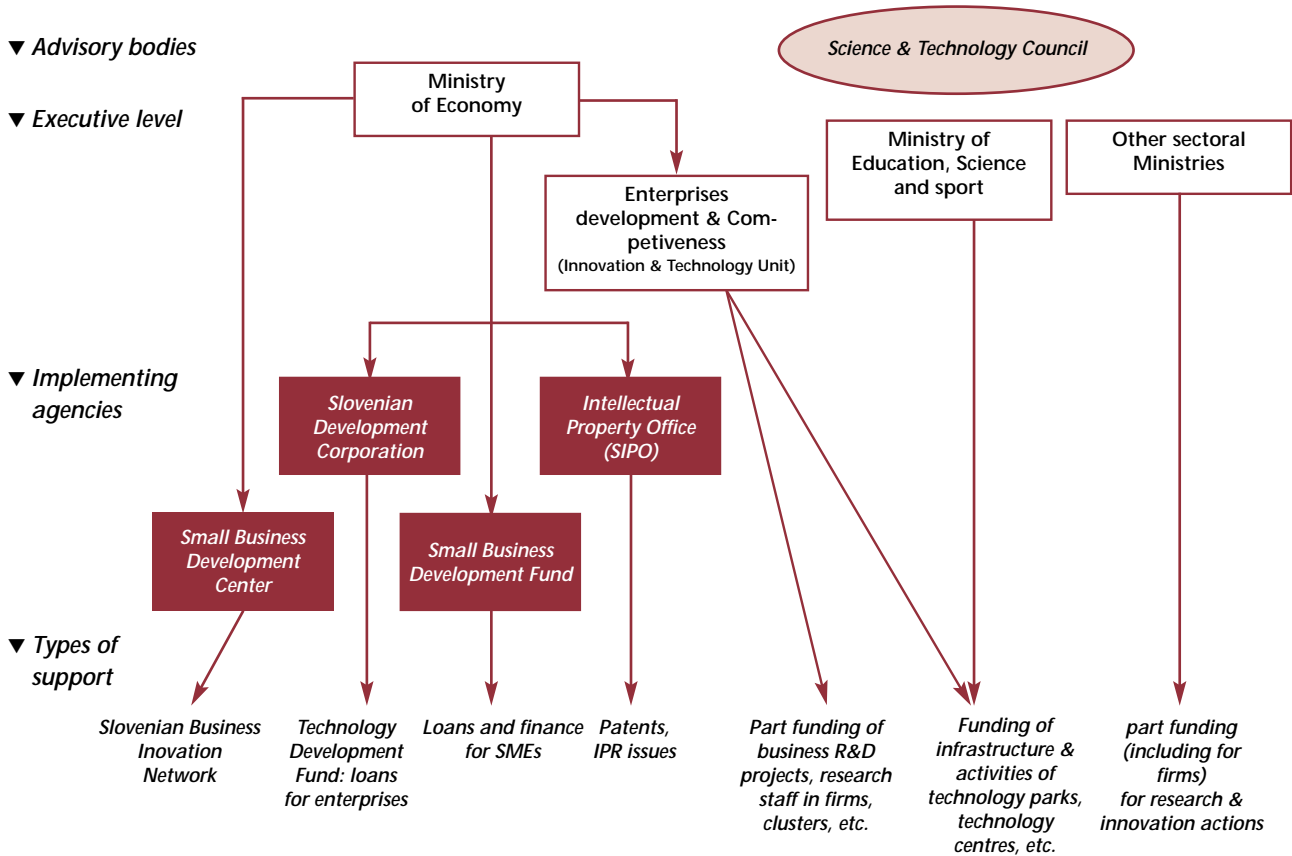 ▼ Advisory bodies
Science & Technology Council
Ministry
of Economy
▼ Executive level
Ministry of
Education, Science
and sport
Other sectoral
Ministries
Enterprises
development & Com-
petiveness
(Innovation & Technology Unit)
▼ Implementing
agencies
Slovenian
Development
Corporation
Intellectual
Property Office
(SIPO)
Small Business
Development
Center
Small Business
Development Fund
▼ Types of
support
Slovenian Business
Inovation
Network
Technology
Development
Fund: loans
for enterprises
Loans and finance
for SMEs
Patents,
IPR issues
Part funding of
business R&D
projects, research
staff in firms,
clusters, etc.
Funding of
infrastructure &
activities of
technology parks,
technology
centres, etc.
part funding
(including for
firms)
for research &
innovation actions